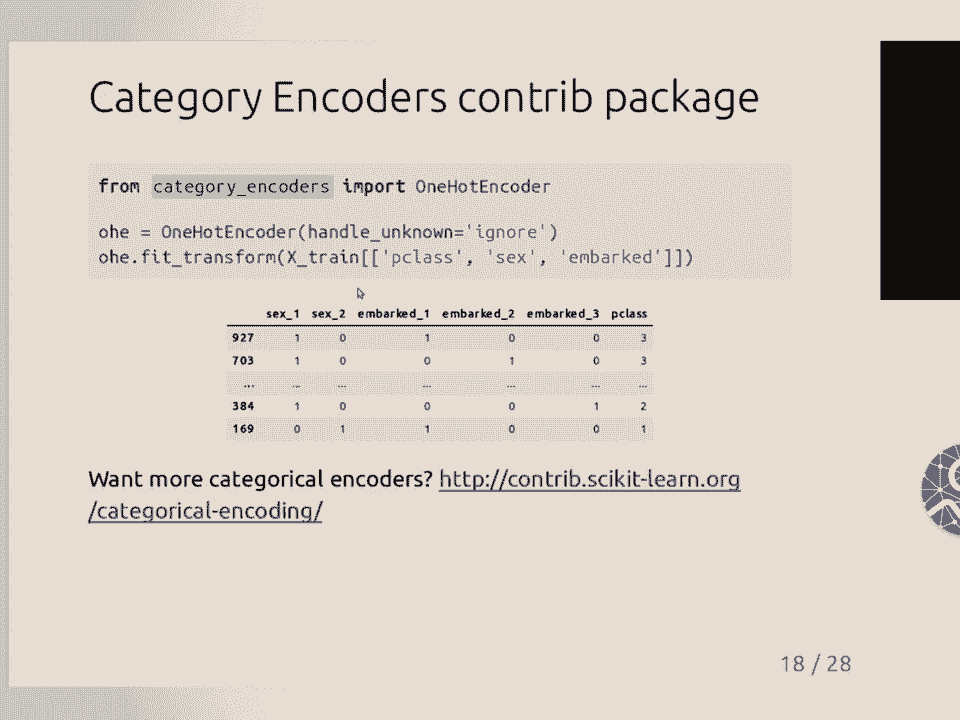 Category Encoders contrib package
from category_encoders import OneHotEncoder
ohe = OneHotEncoder(handle_unknown='ignore')
ohe.fit_transform(X_train[['pclass', 'sex', 'embarked']])
sex_1 sex_2 embarked_1 embarked_2 embarked_3 pclass
927 1 0 1 0 0 3
703 1 0 0 1 0 3
... ... ... ... ... ... ...
384 1 0 0 0 1 2
169 0 1 1 0 0 1
Want more categorical encoders? http://contrib.scikit-learn.org
/categorical-encoding/
18 / 28